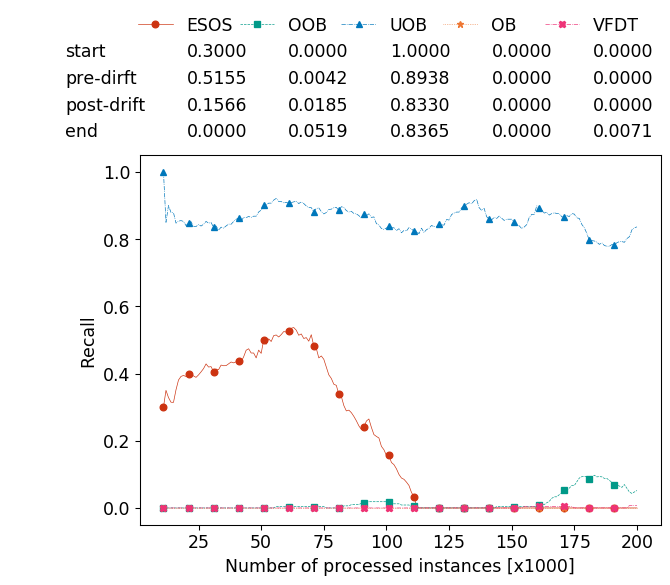 ESOS OOB UOB OB VFDT
start 0.3000 0.0000 1.0000 0.0000 0.0000
pre-dirft 0.5155 0.0042 0.8938 0.0000 0.0000
post-drift 0.1566 0.0185 0.8330 0.0000 0.0000
end 0.0000 0.0519 0.8365 0.0000 0.0071
1.0
0.8
0.6
0.4
0.2
0.0
Recall
25 50 75 100 125 150 175 200
Number of processed instances [x1000]